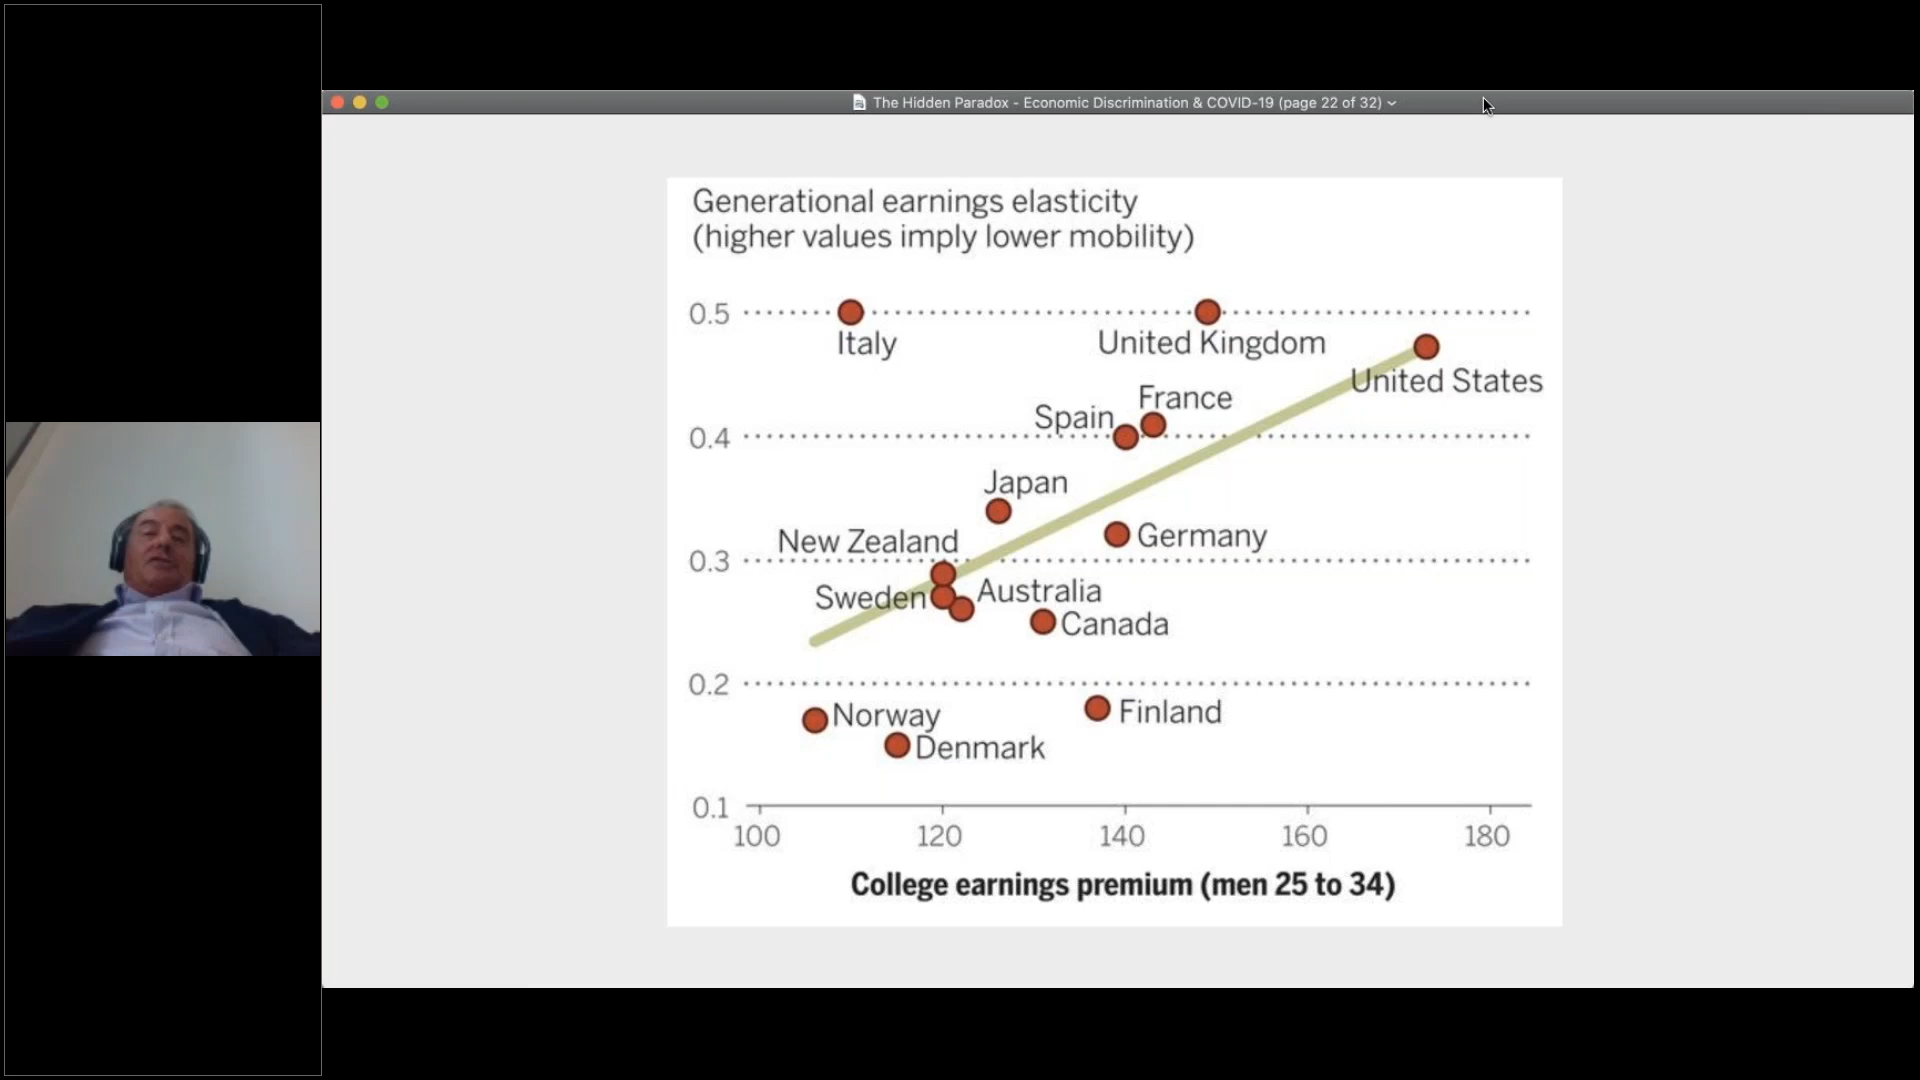 The Hidden Paradox - Economic Discrimination & COVID-19 (page 22 of 32)
Generational earnings elasticity
(higher values imply lower mobility)
0.5
Italy
United Kingdom
United States
France
Spain
0.4
Japan
New Zealand
Germany
0.3
Sweden
Australia
Canada
0.2
Norway
Finland
Denmark
0.1
100 120 140 160 180
College earnings premium (men 25 to 34)